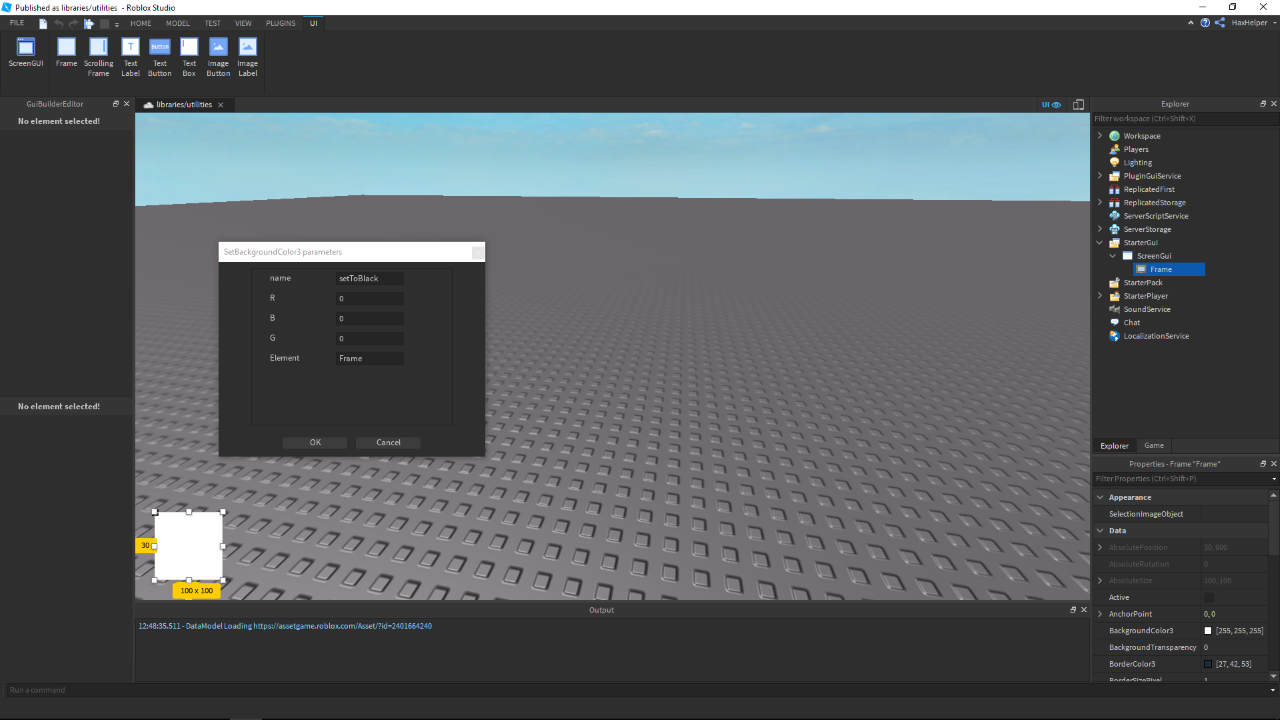 Published as libraries/utilities - Roblox Studio
FILE HOME MODEL TEST VIEW PLUGINS UI HaxHelper
ScreenGUI Frame Scrolling Frame Text Label Text Button Text Box Image Button Image Label
Button
GuiBuilderEditor
No element selected!
No element selected!
libraries/utilities
UI
SetBackgroundColor3 parameters
name setToBlack
R 0
B 0
G 0
Element Frame
OK Cancel
30
100 x 100
Explorer
Filter workspace (Ctrl+Shift+X)
Workspace
Players
Lighting
PluginGuiService
ReplicatedFirst
ReplicatedStorage
ServerScriptService
ServerStorage
StarterGui
ScreenGui
Frame
StarterPack
StarterPlayer
SoundService
Chat
LocalizationService
Explorer Game
Properties - Frame "Frame"
Filter Properties (Ctrl+Shift+P)
Appearance
SelectionImageObject
Data
AbsolutePosition 20, 600
AbsoluteRotation 0
AbsoluteSize 100, 100
Active
AnchorPoint 0, 0
BackgroundColor3 [255, 255, 255]
BackgroundTransparency 0
BorderColor3 [27, 42, 53]
BorderSizePixel 1
Output
12:48:35.511 - DataModel Loading https://assetgame.roblox.com/Asset/?id=2401664240
Run a command